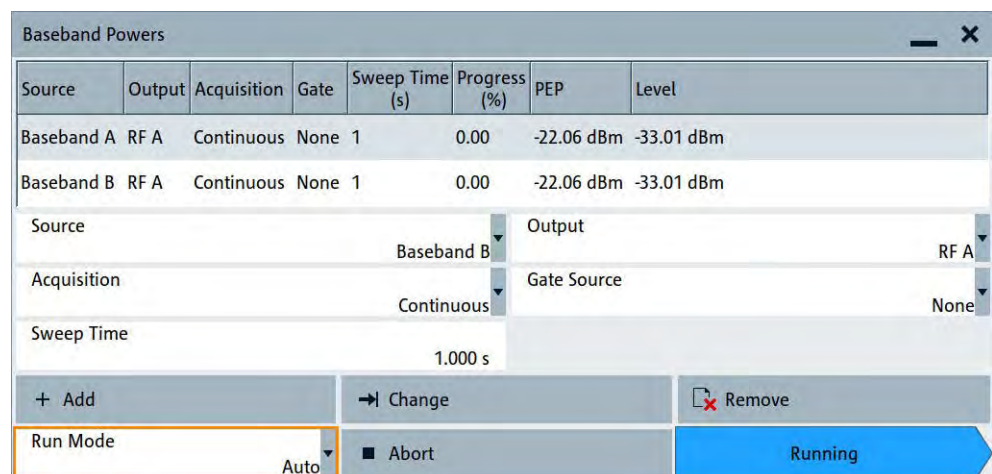 Baseband Powers
Source Output Acquisition Gate Sweep Time (s) Progress (%) PEP Level
Baseband A RF A Continuous None 1 0.00 -22.06 dBm -33.01 dBm
Baseband B RF A Continuous None 1 0.00 -22.06 dBm -33.01 dBm
Source Output
Baseband B RF A
Acquisition Gate Source
Continuous None
Sweep Time
1.000 s
+ Add Change Remove
Run Mode
Auto Abort Running